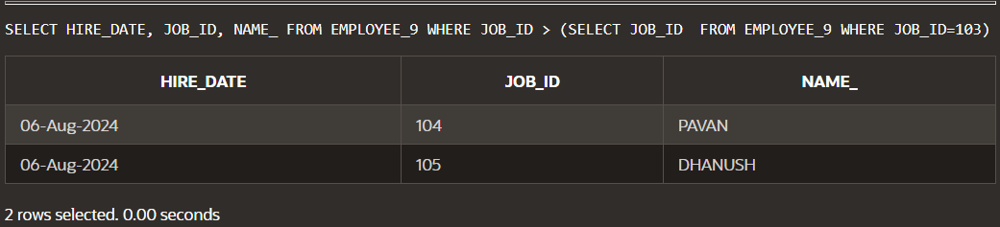 SELECT HIRE_DATE, JOB_ID, NAME_ FROM EMPLOYEE_9 WHERE JOB_ID > (SELECT JOB_ID  FROM EMPLOYEE_9 WHERE JOB_ID=103)
HIRE_DATE JOB_ID NAME_
06-Aug-2024 104 PAVAN
06-Aug-2024 105 DHANUSH
2 rows selected. 0.00 seconds